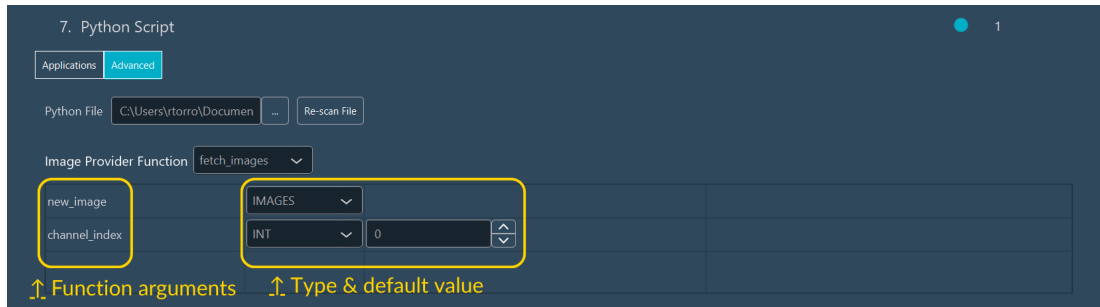 7. Python Script 1
Applications Advanced
Python File C:\Users\rtorro\Documen ... Re-scan File
Image Provider Function fetch_images
new_image IMAGES
channel_index INT 0
↑ Function arguments ↑ Type & default value